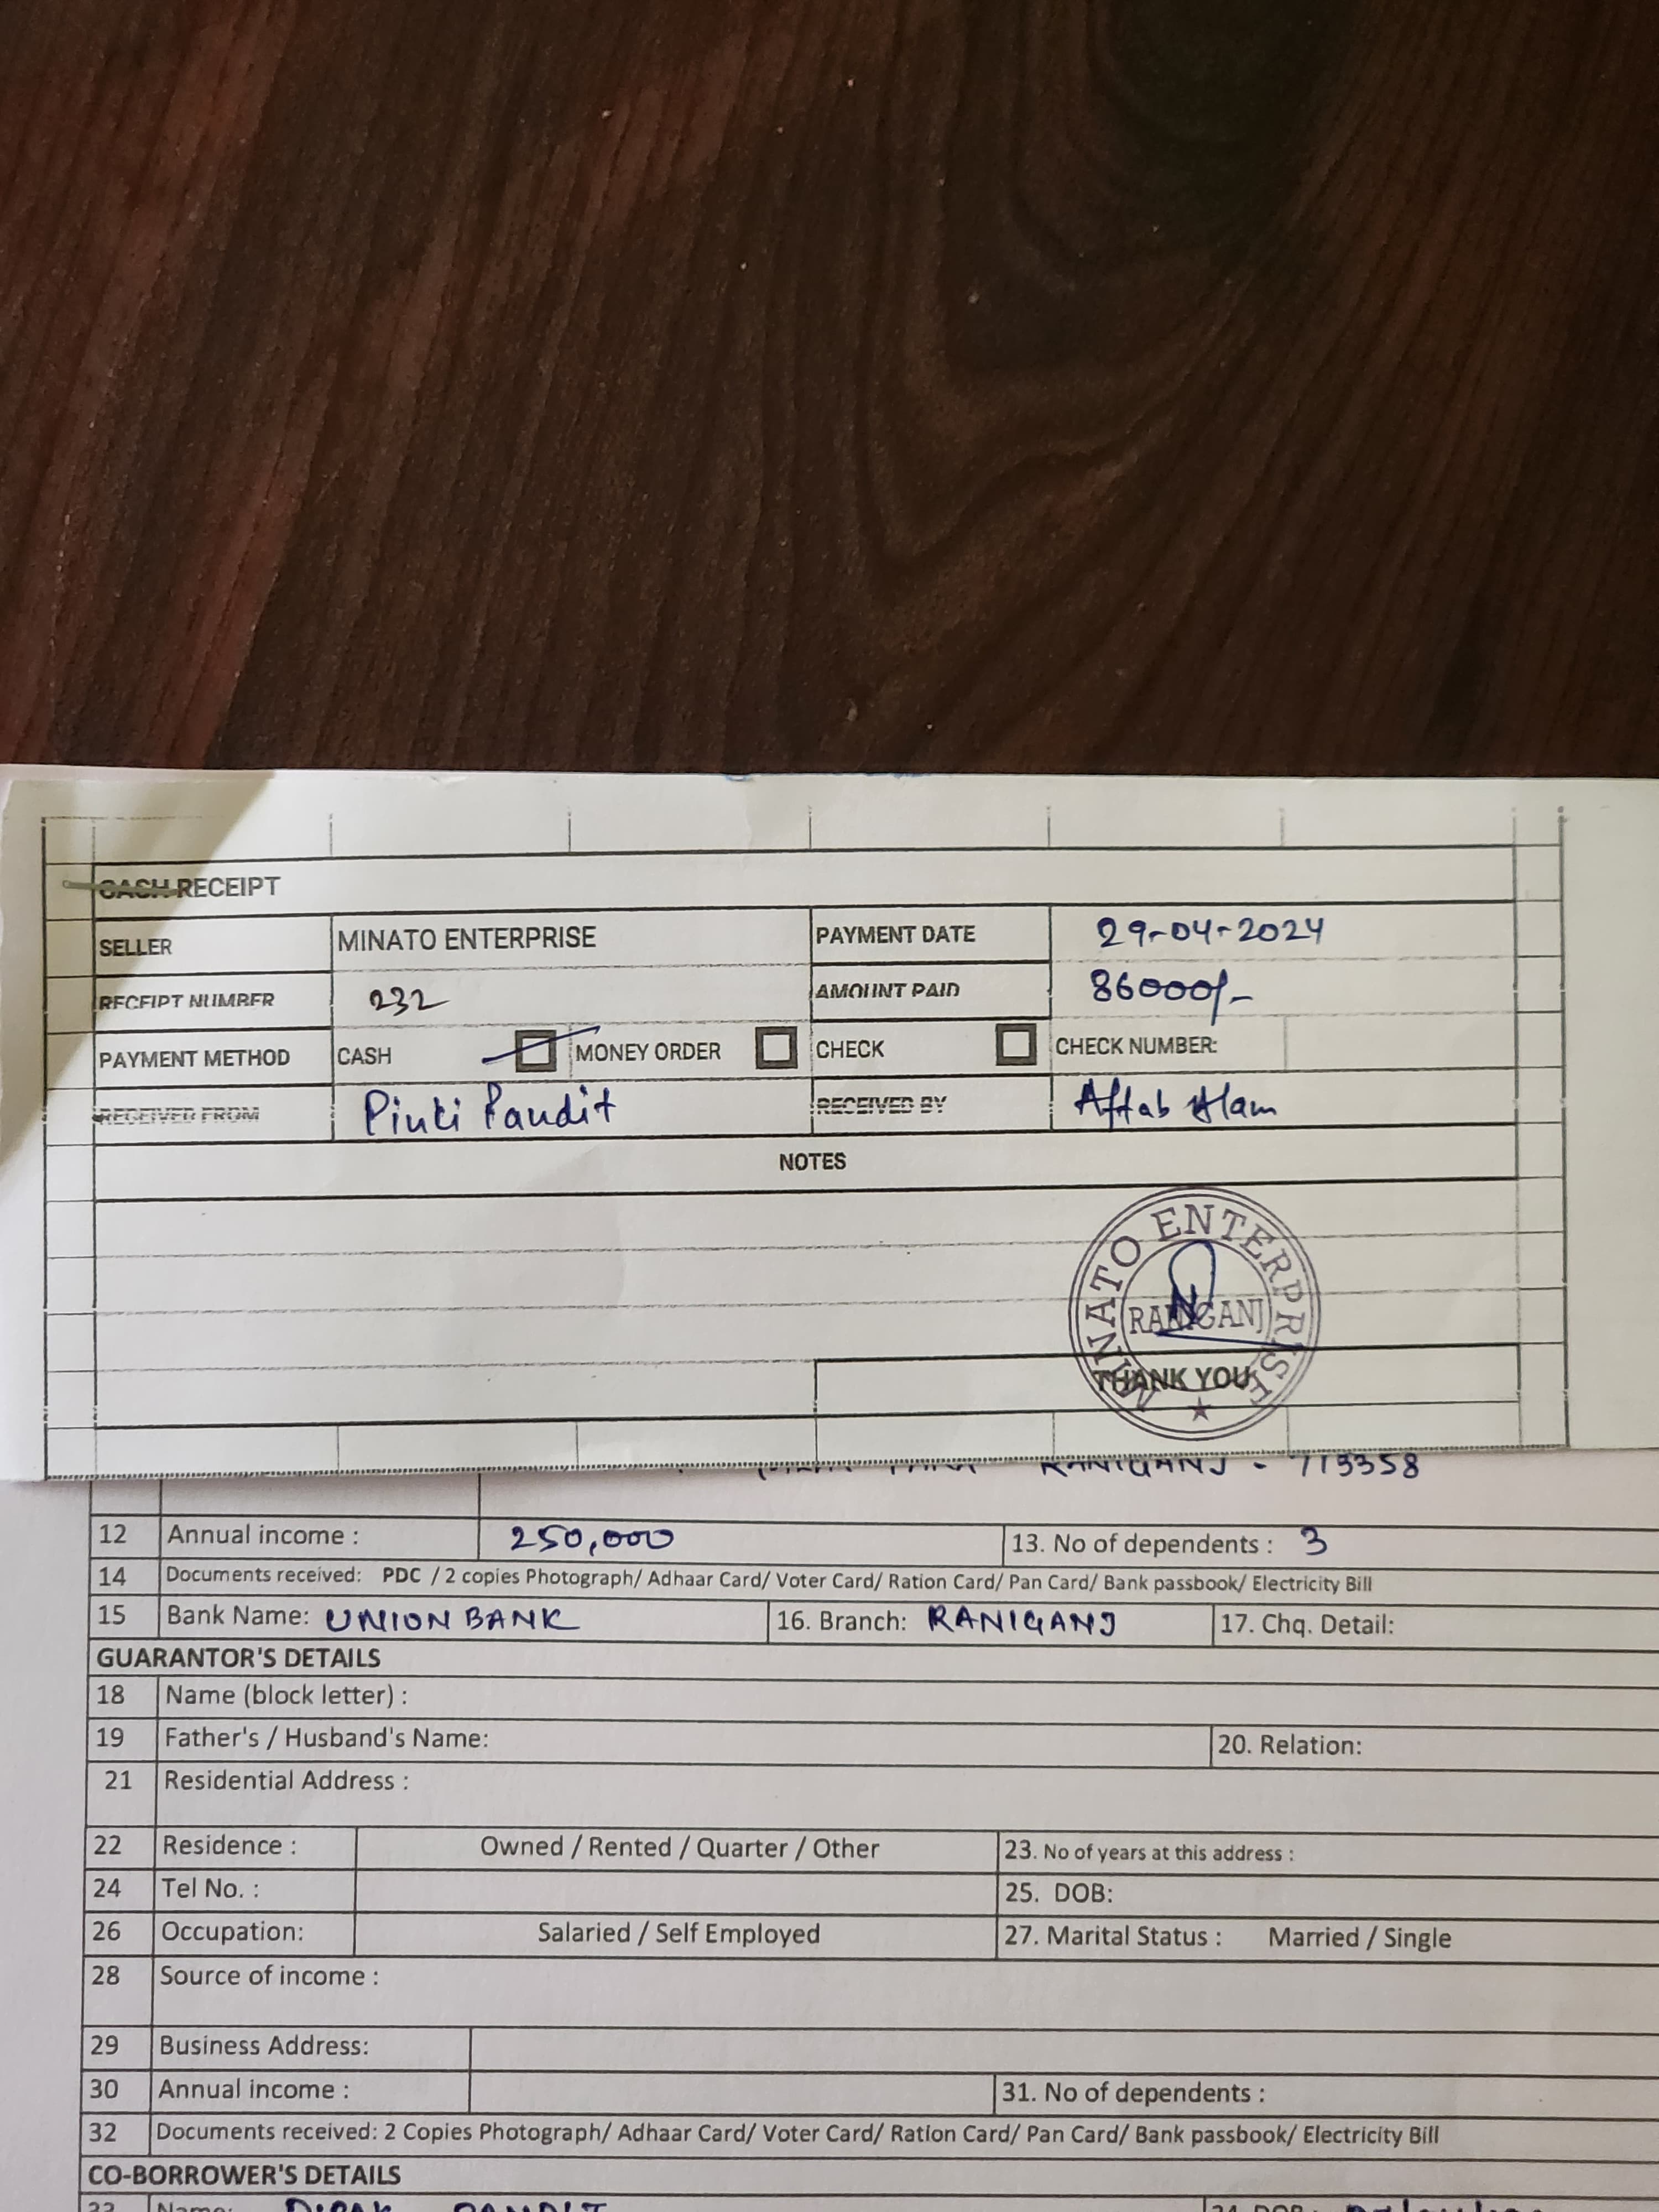 CASH RECEIPT
SELLER MINATO ENTERPRISE PAYMENT DATE 29-04-2024
RECEIPT NUMBER 232 AMOUNT PAID 86000/-
PAYMENT METHOD CASH MONEY ORDER CHECK CHECK NUMBER:
RECEIVED FROM Pinki Pandit RECEIVED BY Aftab Alam
NOTES
MINATO ENTERPRISE
RANIGANJ
THANK YOU
RANIGANJ - 713358
12 Annual income : 250,000 13. No of dependents : 3
14 Documents received: PDC / 2 copies Photograph/ Adhaar Card/ Voter Card/ Ration Card/ Pan Card/ Bank passbook/ Electricity Bill
15 Bank Name: UNION BANK 16. Branch: RANIGANJ 17. Chq. Detail:
GUARANTOR'S DETAILS
18 Name (block letter) :
19 Father's / Husband's Name: 20. Relation:
21 Residential Address :
22 Residence : Owned / Rented / Quarter / Other 23. No of years at this address :
24 Tel No. : 25. DOB:
26 Occupation: Salaried / Self Employed 27. Marital Status : Married / Single
28 Source of income :
29 Business Address:
30 Annual income : 31. No of dependents :
32 Documents received: 2 Copies Photograph/ Adhaar Card/ Voter Card/ Ration Card/ Pan Card/ Bank passbook/ Electricity Bill
CO-BORROWER'S DETAILS
33 Name: DIPAK PANDIT 34. DOB: